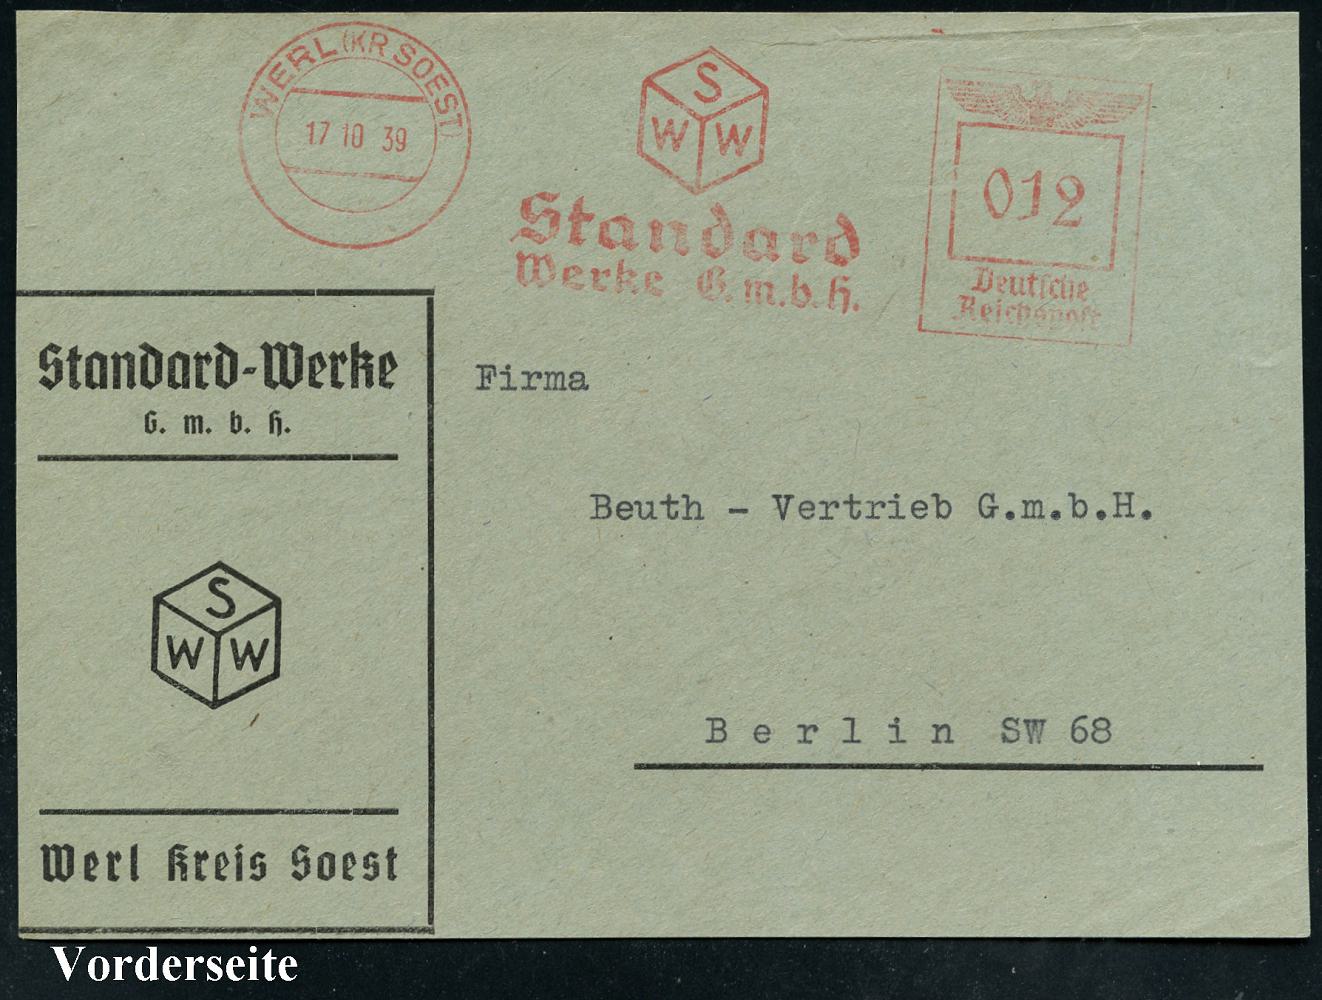 WERL (KR SOEST)
17 10 39
S
W W
Standard
Werke G.m.b.H.
012
Deutsche
Reichspost
Standard-Werke
G. m. b. H.
S
W W
Werl Kreis Soest
Firma
Beuth - Vertrieb G.m.b.H.
B e r l i n SW 68
Vorderseite